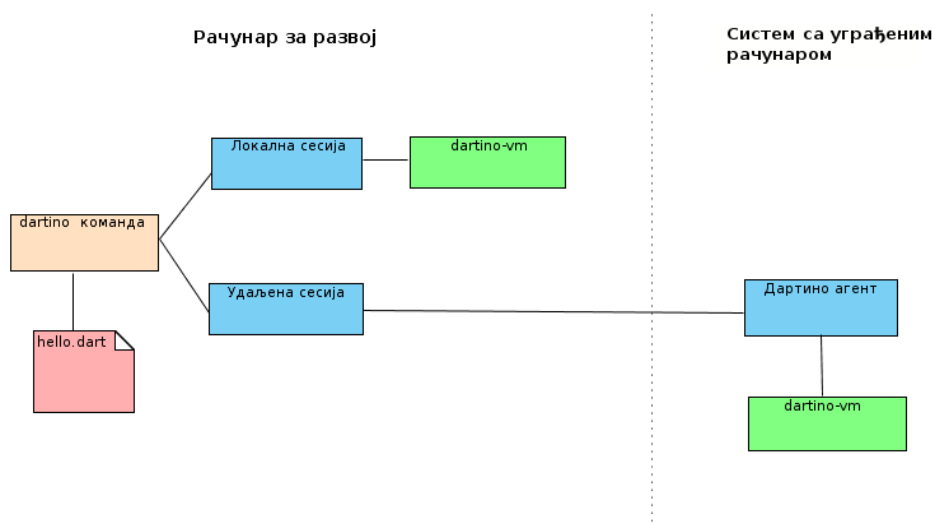 Рачунар за развој
Систем са уграђеним
рачунаром
Локална сесија
dartino-vm
dartino команда
Удаљена сесија
Дартино агент
hello.dart
dartino-vm